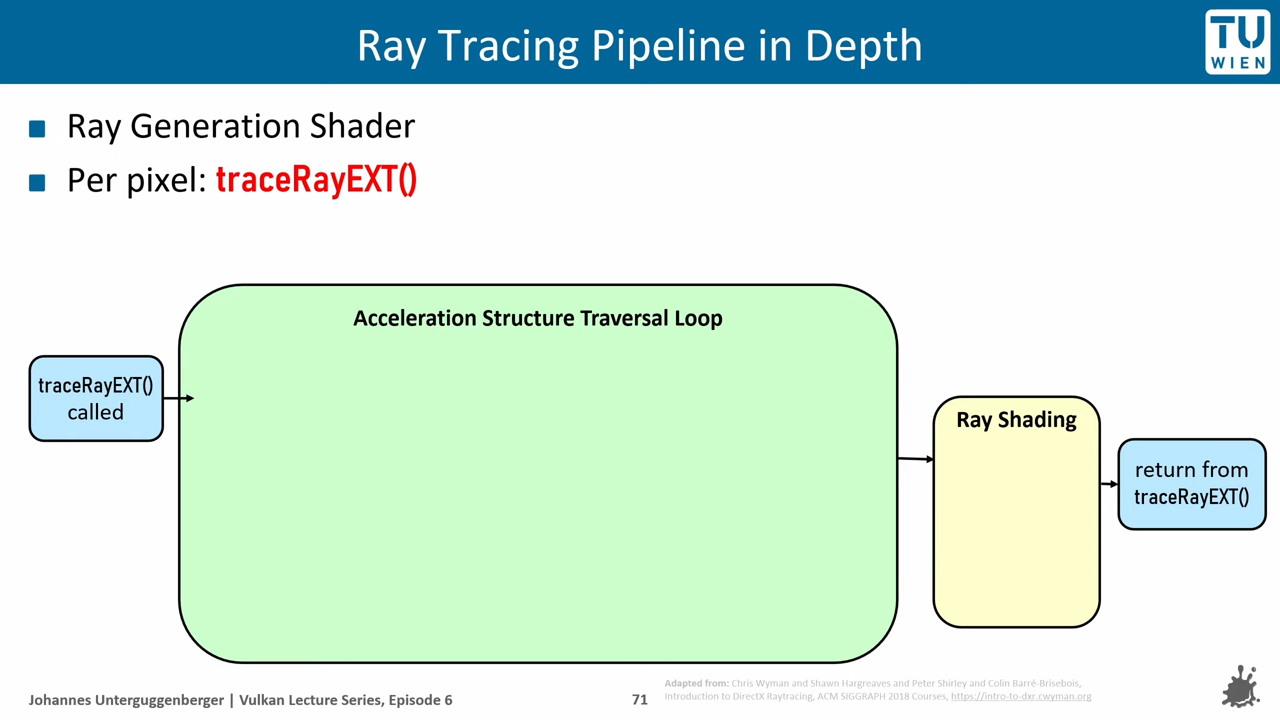 Ray Tracing Pipeline in Depth
TU
WIEN
Ray Generation Shader
Per pixel: traceRayEXT()
Acceleration Structure Traversal Loop
traceRayEXT()
called
Ray Shading
return from
traceRayEXT()
Johannes Unterguggenberger | Vulkan Lecture Series, Episode 6
71
Adapted from: Chris Wyman and Shawn Hargreaves and Peter Shirley and Colin Barré-Brisebois,
Introduction to DirectX Raytracing, ACM SIGGRAPH 2018 Courses, https://intro-to-dxr.cwyman.org